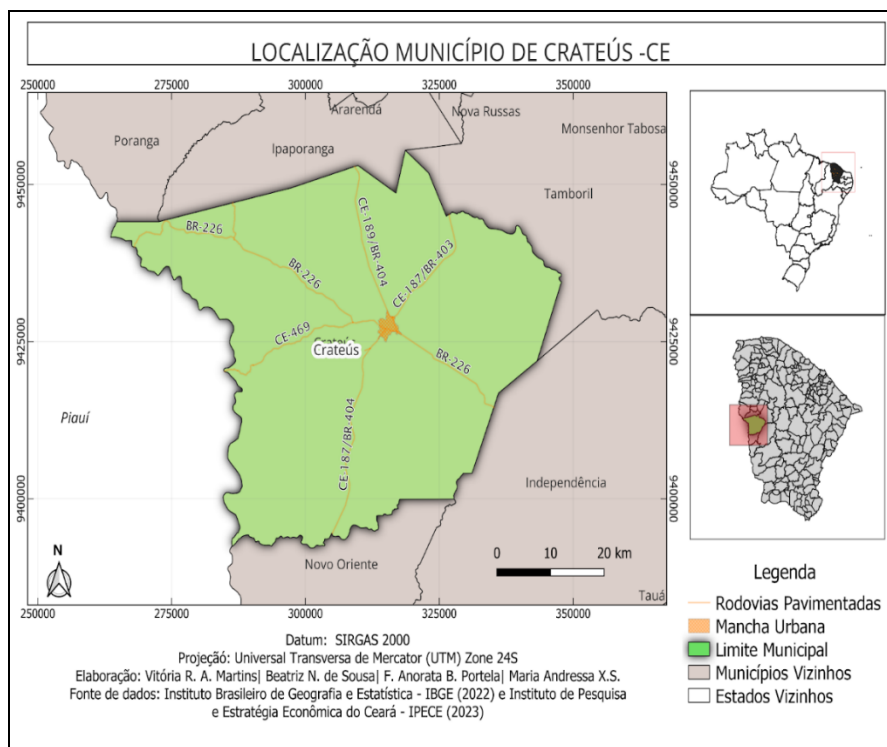 LOCALIZAÇÃO MUNICÍPIO DE CRATEÚS -CE
250000 275000 300000 325000 350000
Ararendá
Nova Russas
Poranga
Ipaporanga
Monsenhor Tabosa
9450000
9450000
Tamboril
BR-226
CE-189/BR-404
CE-187/BR-403
BR-226
CE-469
9425000
9425000
Crateús
Crateús
BR-226
Piauí
CE-187/BR-404
Independência
9400000
9400000
N
Novo Oriente
0 10 20 km
Tauá
250000 275000 300000 325000 350000
Legenda
Rodovias Pavimentadas
Mancha Urbana
Limite Municipal
Municípios Vizinhos
Estados Vizinhos
Datum: SIRGAS 2000
Projeção: Universal Transversa de Mercator (UTM) Zone 24S
Elaboração: Vitória R. A. Martins| Beatriz N. de Sousa| F. Anorata B. Portela| Maria Andressa X.S.
Fonte de dados: Instituto Brasileiro de Geografia e Estatística - IBGE (2022) e Instituto de Pesquisa
e Estratégia Econômica do Ceará - IPECE (2023)